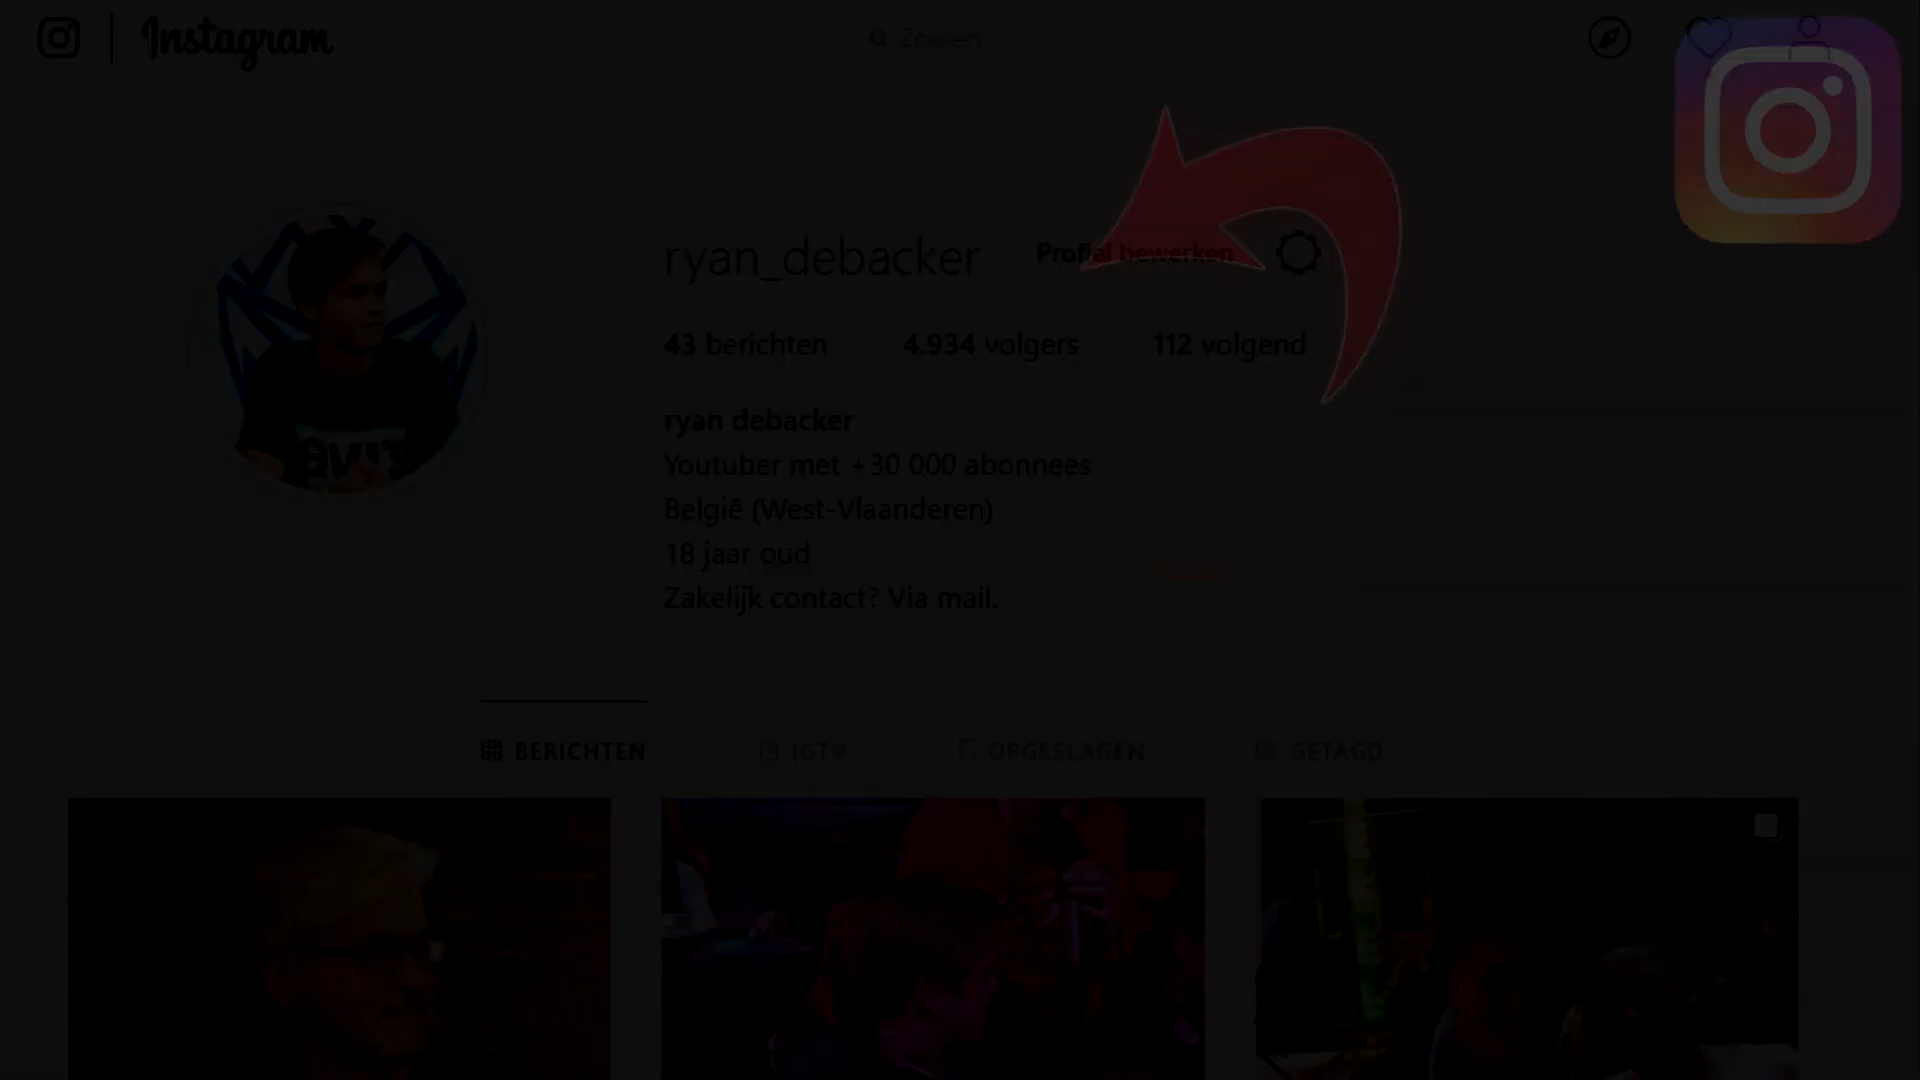 Instagram
Zoeken
ryan_debacker
Profiel bewerken
43 berichten
4.934 volgers
112 volgend
ryan debacker
Youtuber met +30 000 abonnees
België (West-Vlaanderen)
18 jaar oud
Zakelijk contact? Via mail.
BERICHTEN
IGTV
OPGESLAGEN
GETAGD